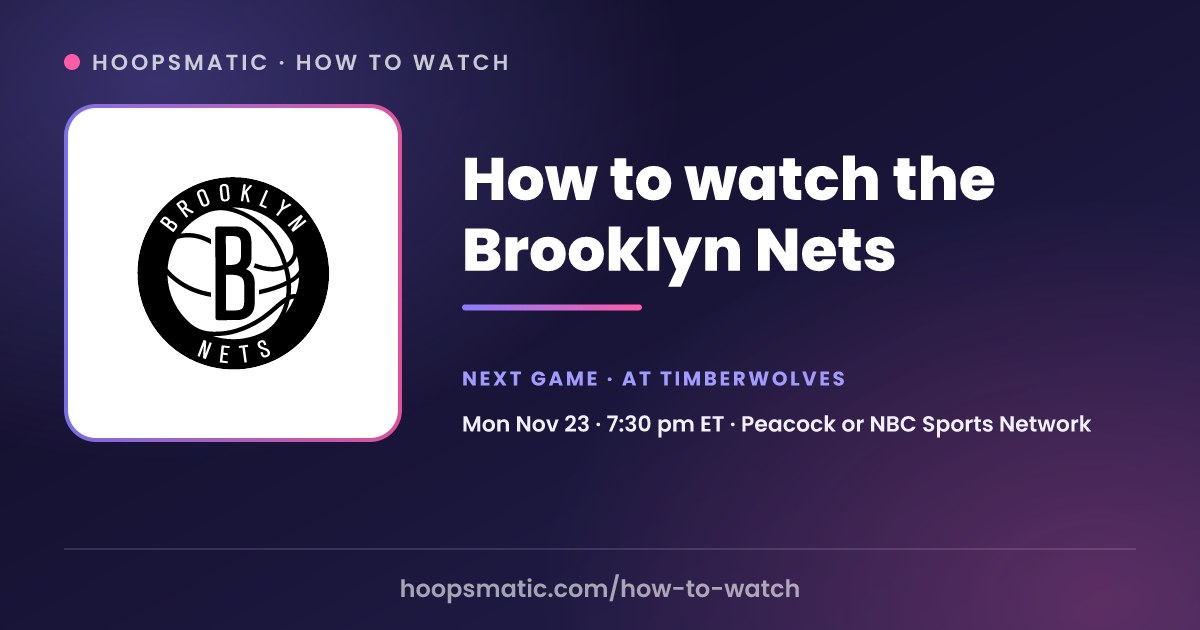 HOOPSMATIC · HOW TO WATCH
BROOKLYN
B
NETS
How to watch the
Brooklyn Nets
NEXT GAME · AT TIMBERWOLVES
Mon Nov 23 · 7:30 pm ET · Peacock or NBC Sports Network
hoopsmatic.com/how-to-watch